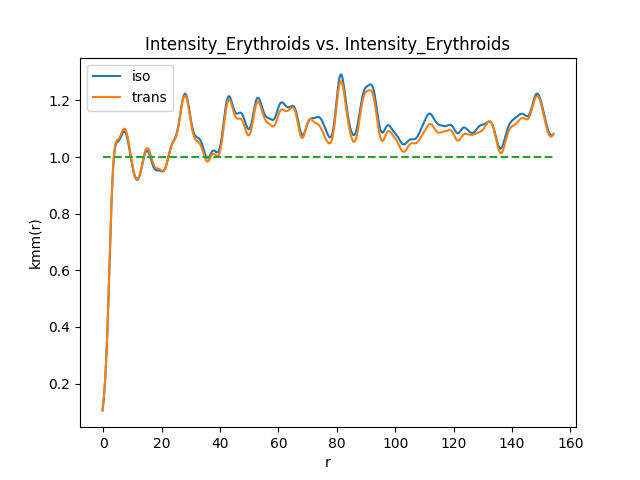 Intensity_Erythroids vs. Intensity_Erythroids
iso
trans
kmm(r)
1.2
1.0
0.8
0.6
0.4
0.2
0 20 40 60 80 100 120 140 160
r